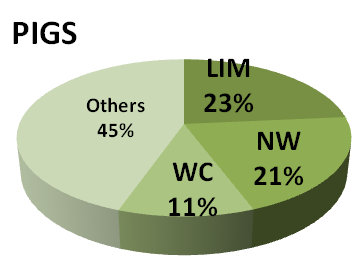 PIGS
LIM
23%
NW
21%
WC
11%
Others
45%